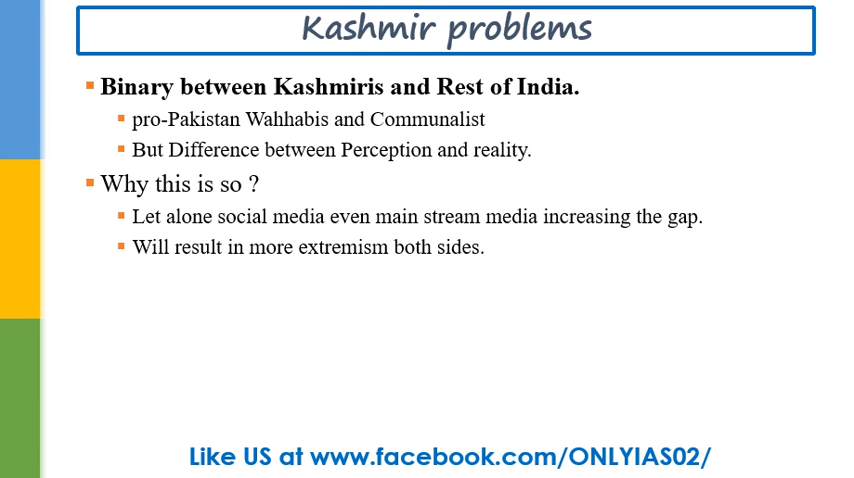 Kashmir problems
Binary between Kashmiris and Rest of India.
pro-Pakistan Wahhabis and Communalist
But Difference between Perception and reality.
Why this is so ?
Let alone social media even main stream media increasing the gap.
Will result in more extremism both sides.
Like US at www.facebook.com/ONLYIAS02/